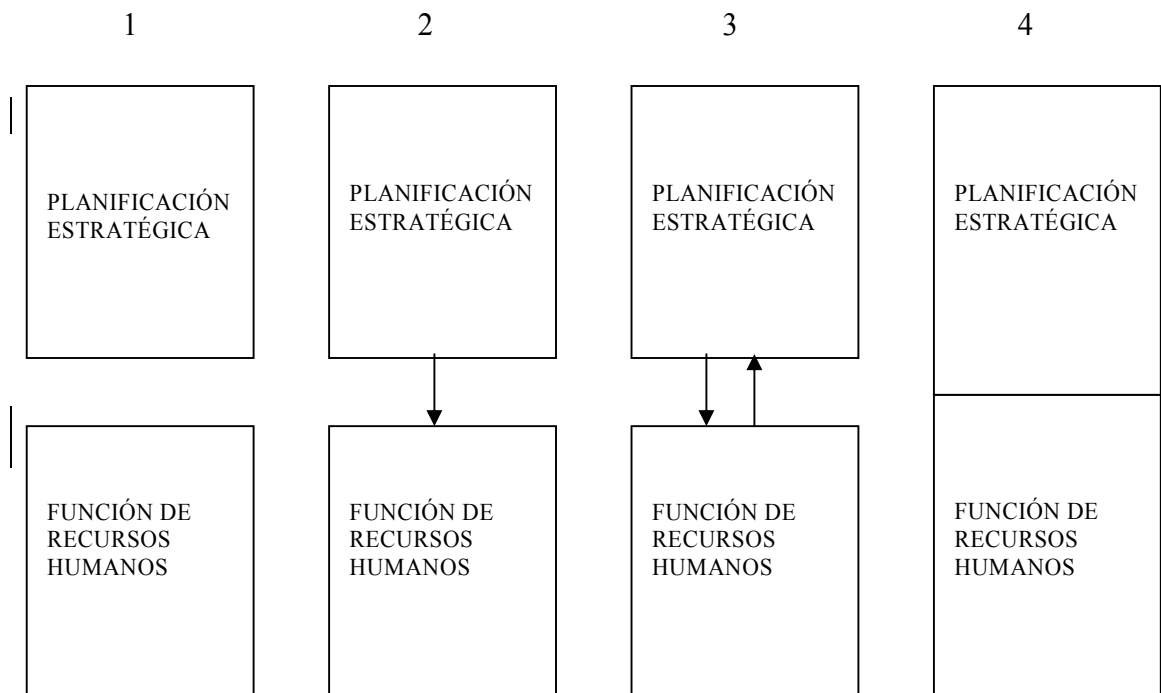 1 2 3 4
PLANIFICACIÓN
ESTRATÉGICA
PLANIFICACIÓN
ESTRATÉGICA
PLANIFICACIÓN
ESTRATÉGICA
PLANIFICACIÓN
ESTRATÉGICA
FUNCIÓN DE
RECURSOS
HUMANOS
FUNCIÓN DE
RECURSOS
HUMANOS
FUNCIÓN DE
RECURSOS
HUMANOS
FUNCIÓN DE
RECURSOS
HUMANOS